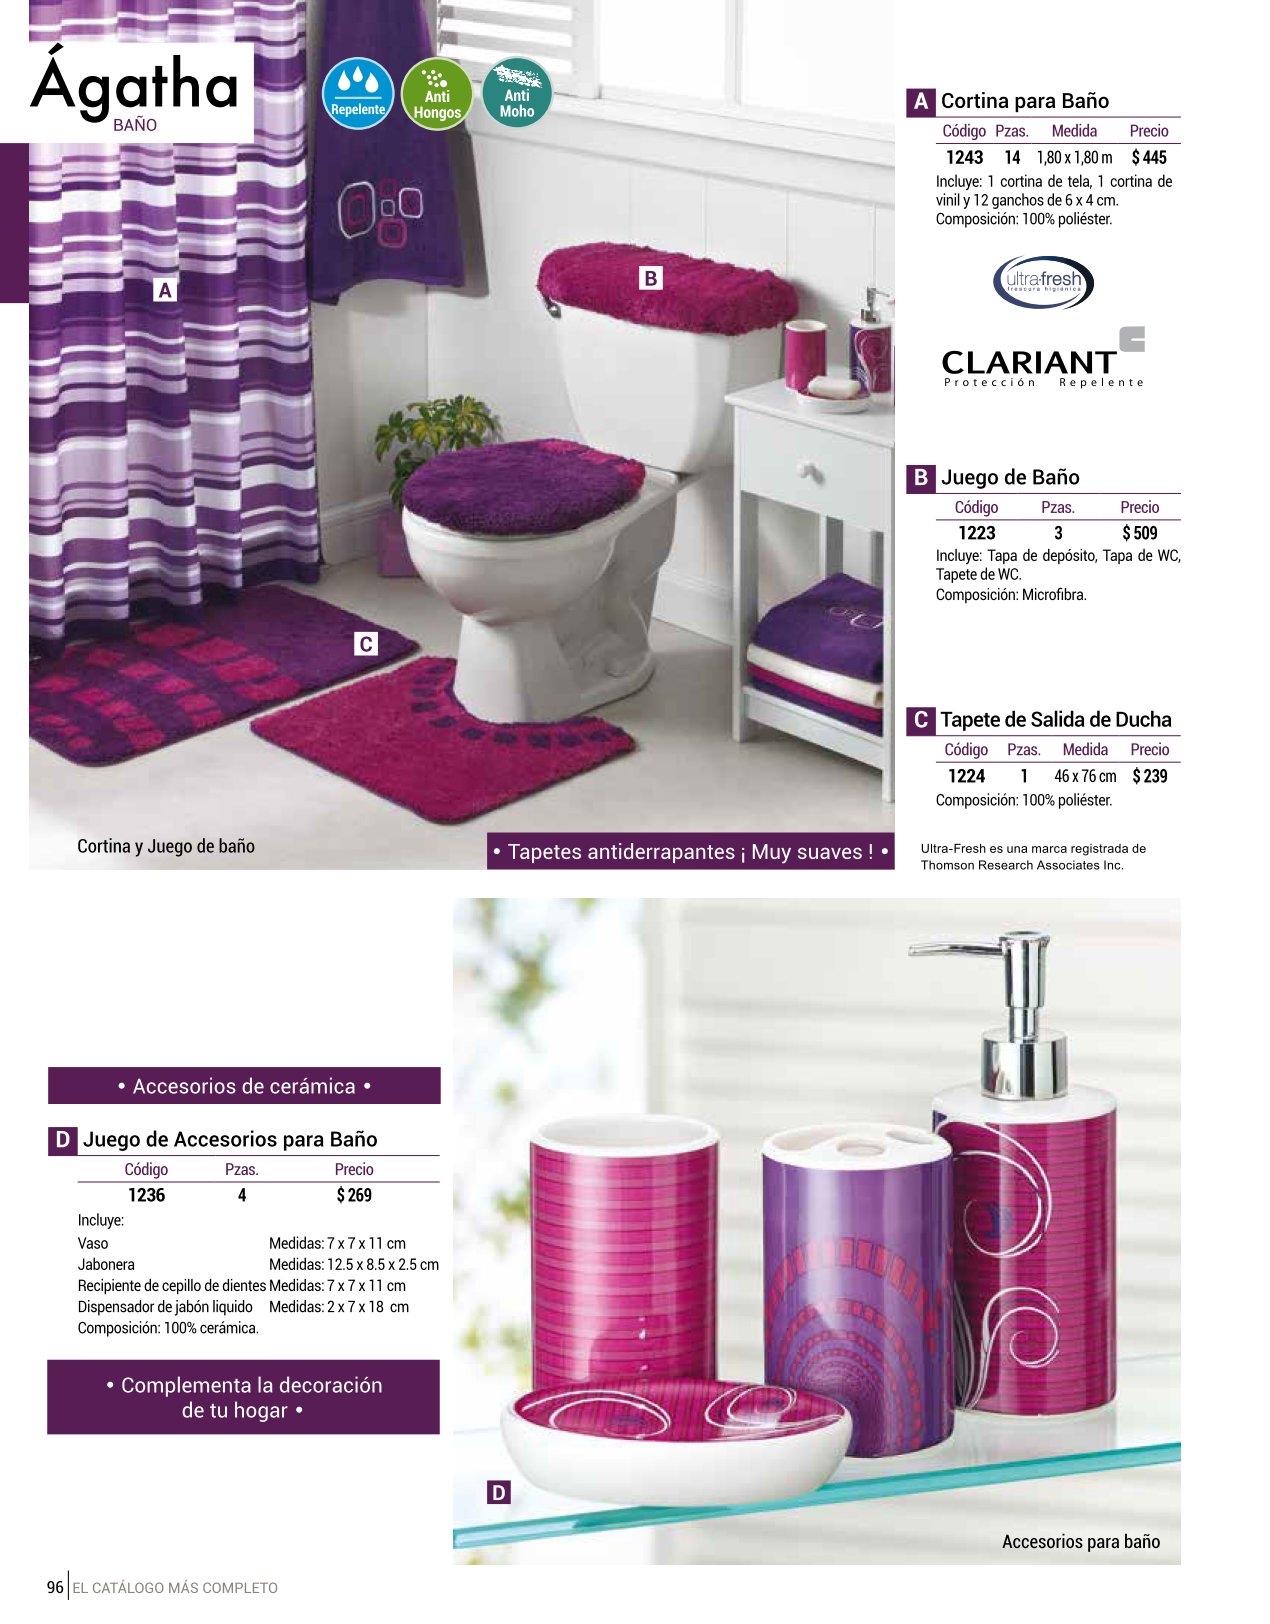 Ágatha
BAÑO
Repelente
Anti
Hongos
Anti
Moho
A
B
C
Cortina y Juego de baño
• Tapetes antiderrapantes ¡ Muy suaves ! •
A Cortina para Baño
Código Pzas. Medida Precio
1243 14 1,80 x 1,80 m $ 445
Incluye: 1 cortina de tela, 1 cortina de
vinil y 12 ganchos de 6 x 4 cm.
Composición: 100% poliéster.
ultra-fresh
frescura higiénica
CLARIANT
Protección Repelente
B Juego de Baño
Código Pzas. Precio
1223 3 $ 509
Incluye: Tapa de depósito, Tapa de WC,
Tapete de WC.
Composición: Microfibra.
C Tapete de Salida de Ducha
Código Pzas. Medida Precio
1224 1 46 x 76 cm $ 239
Composición: 100% poliéster.
Ultra-Fresh es una marca registrada de
Thomson Research Associates Inc.
• Accesorios de cerámica •
D Juego de Accesorios para Baño
Código Pzas. Precio
1236 4 $ 269
Incluye:
Vaso Medidas: 7 x 7 x 11 cm
Jabonera Medidas: 12.5 x 8.5 x 2.5 cm
Recipiente de cepillo de dientes Medidas: 7 x 7 x 11 cm
Dispensador de jabón liquido Medidas: 2 x 7 x 18 cm
Composición: 100% cerámica.
• Complementa la decoración
de tu hogar •
D
Accesorios para baño
96 EL CATÁLOGO MÁS COMPLETO